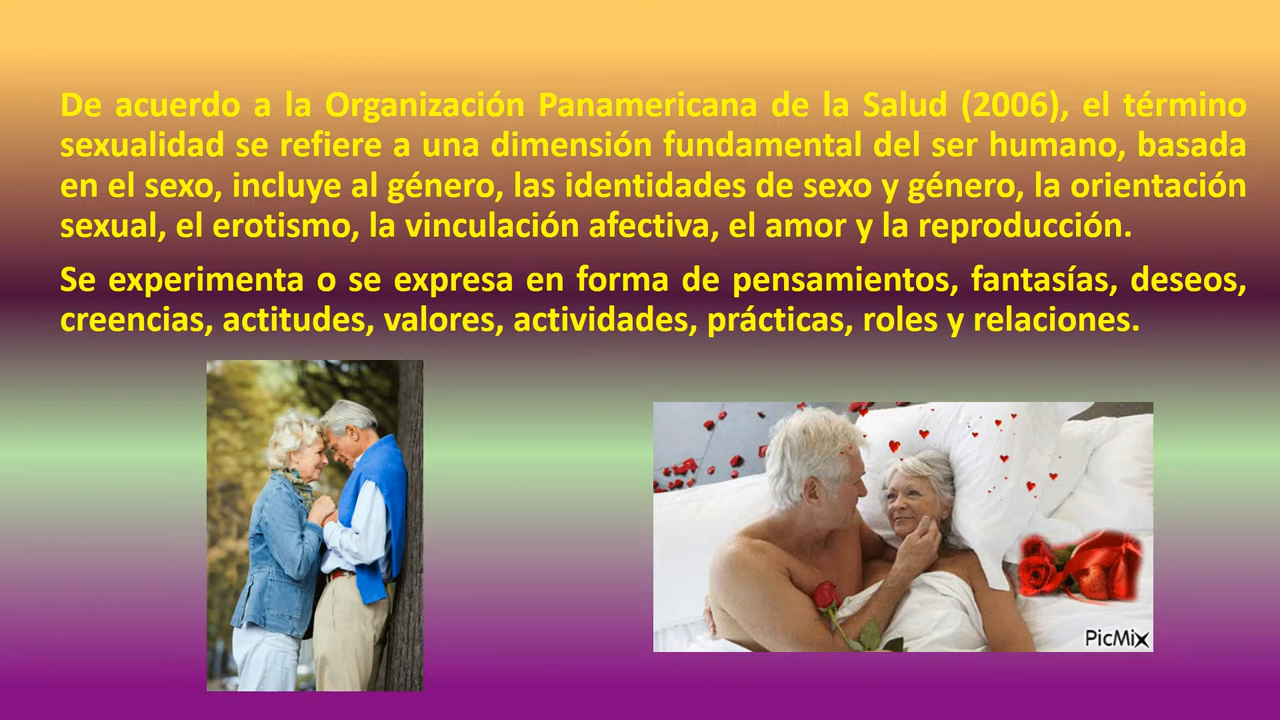 De acuerdo a la Organización Panamericana de la Salud (2006), el término
sexualidad se refiere a una dimensión fundamental del ser humano, basada
en el sexo, incluye al género, las identidades de sexo y género, la orientación
sexual, el erotismo, la vinculación afectiva, el amor y la reproducción.
Se experimenta o se expresa en forma de pensamientos, fantasías, deseos,
creencias, actitudes, valores, actividades, prácticas, roles y relaciones.
PicMix